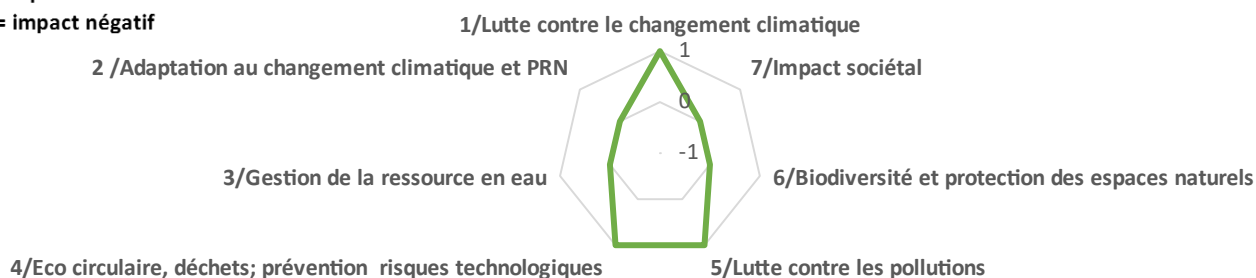 = impact négatif
1/Lutte contre le changement climatique
1
2 /Adaptation au changement climatique et PRN
7/Impact sociétal
0
-1
3/Gestion de la ressource en eau
6/Biodiversité et protection des espaces naturels
4/Eco circulaire, déchets; prévention  risques technologiques
5/Lutte contre les pollutions